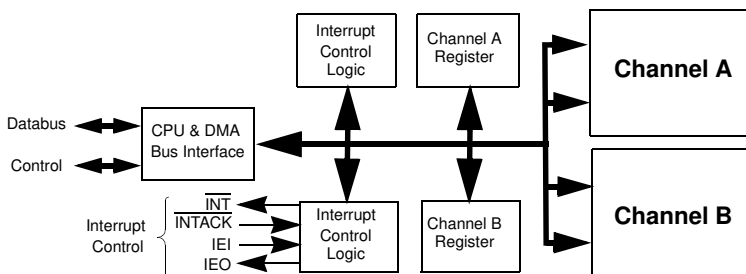 Interrupt
Control
Logic
Channel A
Register
Channel A
Databus
CPU & DMA
Bus Interface
Control
Interrupt
Control
INT
INTACK
IEI
IEO
Interrupt
Control
Logic
Channel B
Register
Channel B